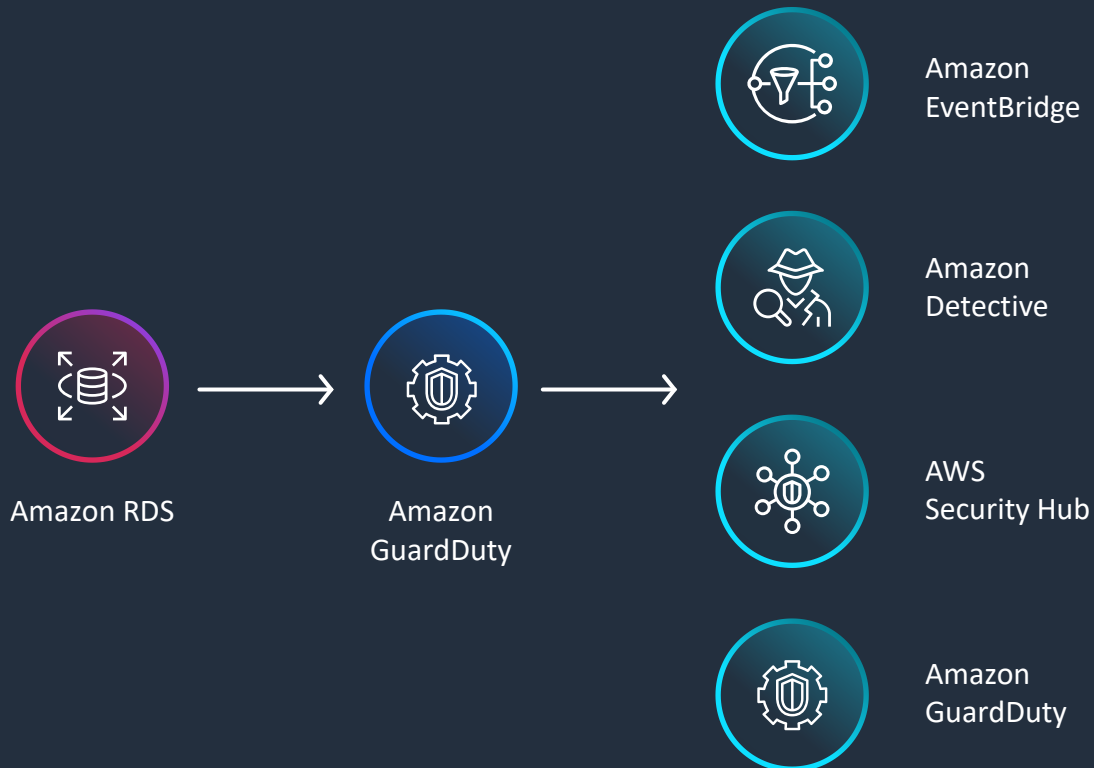 Amazon
EventBridge
Amazon
Detective
Amazon RDS
Amazon
GuardDuty
AWS
Security Hub
Amazon
GuardDuty